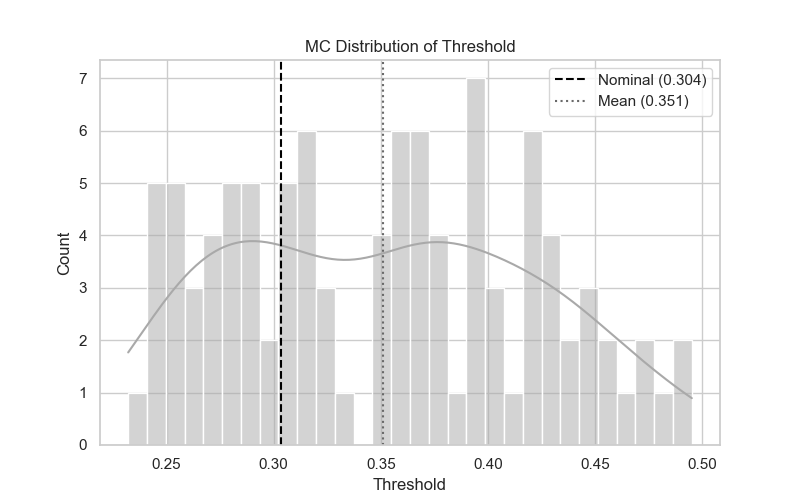 MC Distribution of Threshold
Nominal (0.304)
Mean (0.351)
Count
7
6
5
4
3
2
1
0
0.25
0.30
0.35
0.40
0.45
0.50
Threshold